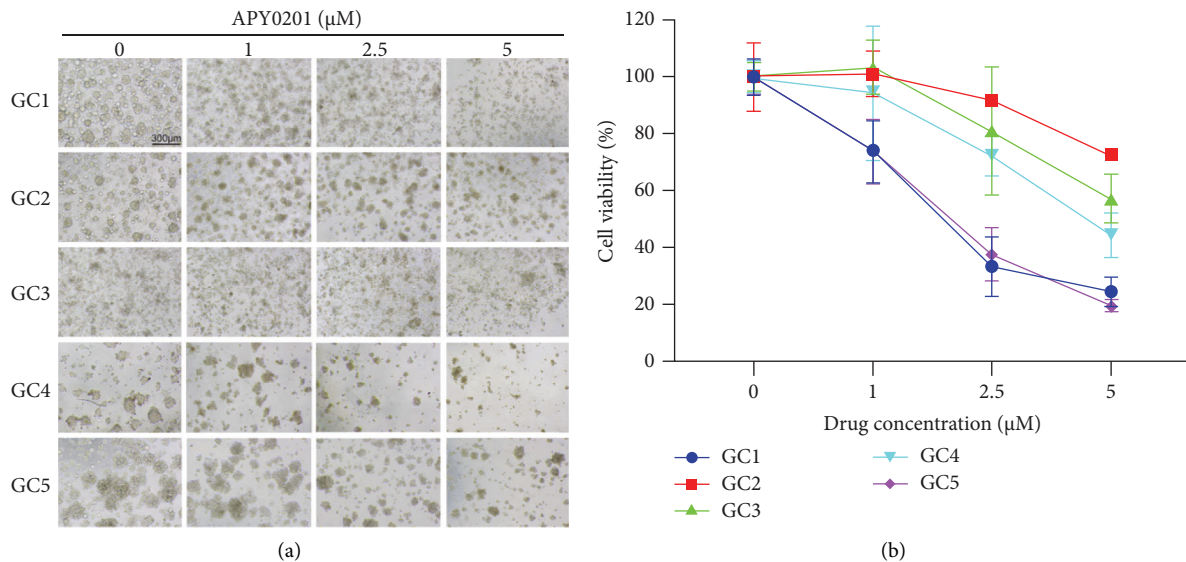 APY0201 (μM)
0 1 2.5 5
GC1
300μm
GC2
GC3
GC4
GC5
(a)
120
100
80
60
40
20
0
Cell viability (%)
0 1 2.5 5
Drug concentration (μM)
GC1
GC2
GC3
GC4
GC5
(b)